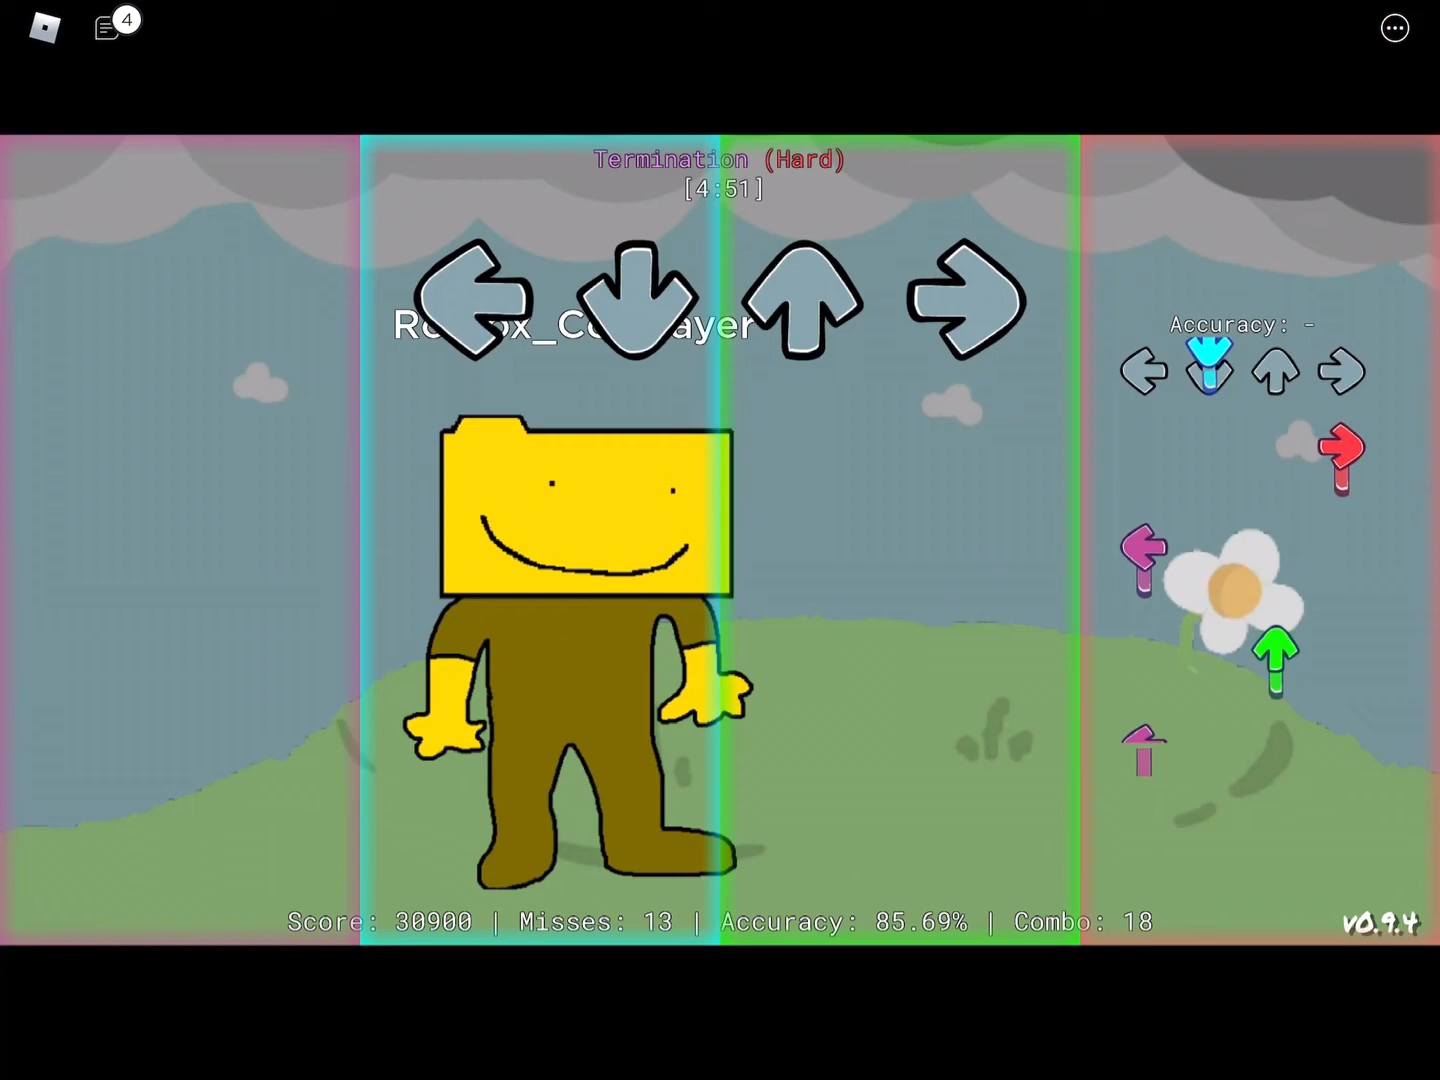 4
Termination (Hard)
[4:51]
Accuracy: -
Score: 30900 | Misses: 13 | Accuracy: 85.69% | Combo: 18
v0.9.4